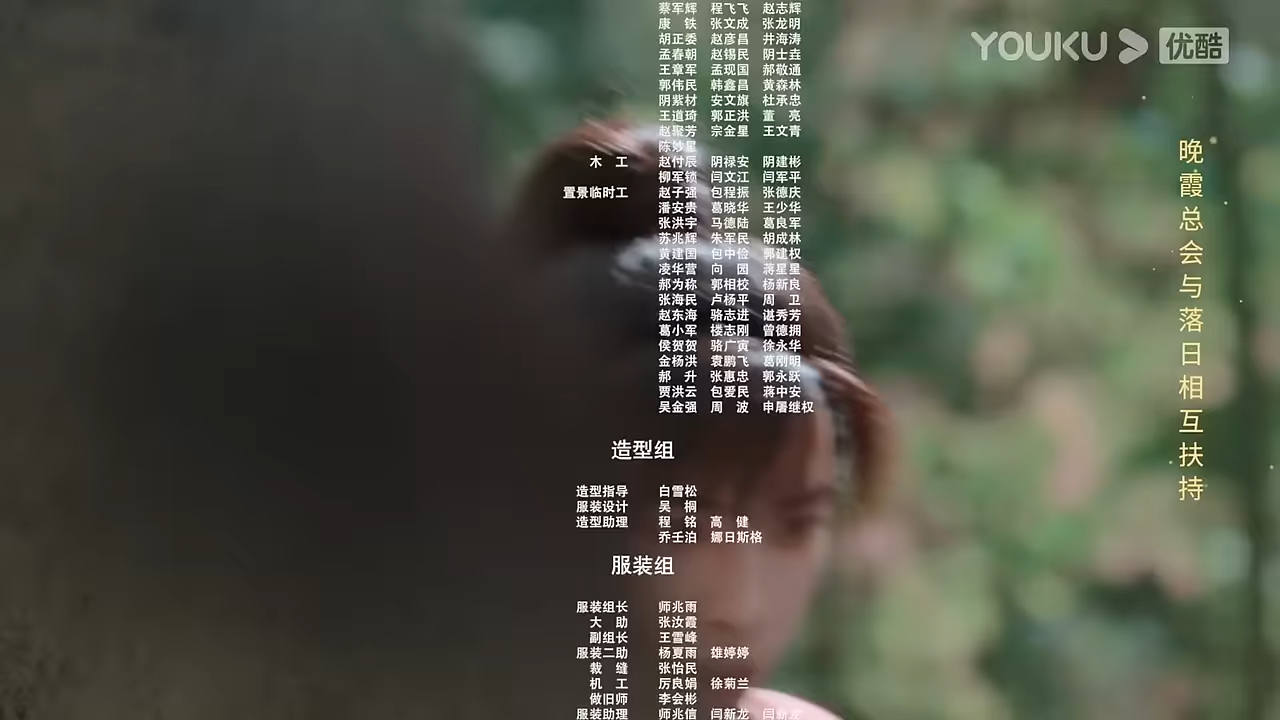 蔡军辉 程飞飞 赵志辉
康 铁 张文成 张龙明
胡正委 赵彦昌 井海涛
孟春朝 赵锡民 阴士垚
王章军 孟现国 郝敬通
郭伟民 韩鑫昌 黄森林
阴紫材 安文旗 杜承忠
王道琦 郭正洪 董 亮
赵聚芳 宗金星 王文青
陈妙星
木 工 赵付辰 阴禄安 阴建彬
柳军锁 闫文江 闫军平
置景临时工 赵子强 包程振 张德庆
潘安贵 葛晓华 王少华
张洪宇 马德陆 葛良军
苏兆辉 朱军民 胡成林
黄建国 包中俭 郭建权
凌华营 向 因 蒋星星
郝为称 郭相校 杨新良
张海民 卢杨平 周 卫
赵东海 骆志进 谌秀芳
葛小军 楼志刚 曾德拥
侯贺贺 骆广寅 徐永华
金杨洪 袁鹏飞 葛刚明
郝 升 张惠忠 郭永跃
贾洪云 包爱民 蒋中安
吴金强 周 波 申屠继权
造型组
造型指导 白雪松
服装设计 吴 桐
造型助理 程 铭 高 健
乔壬泊 娜日斯格
服装组
服装组长 师兆雨
大 助 张汝霞
副组长 王雪峰
服装二助 杨夏雨 雄婷婷
裁 缝 张怡民
机 工 厉良娟 徐菊兰
做旧师 李会彬
服装助理 师兆信 闫新龙 闫新龙
YOUKU 优酷
晚霞总会与落日相互扶持